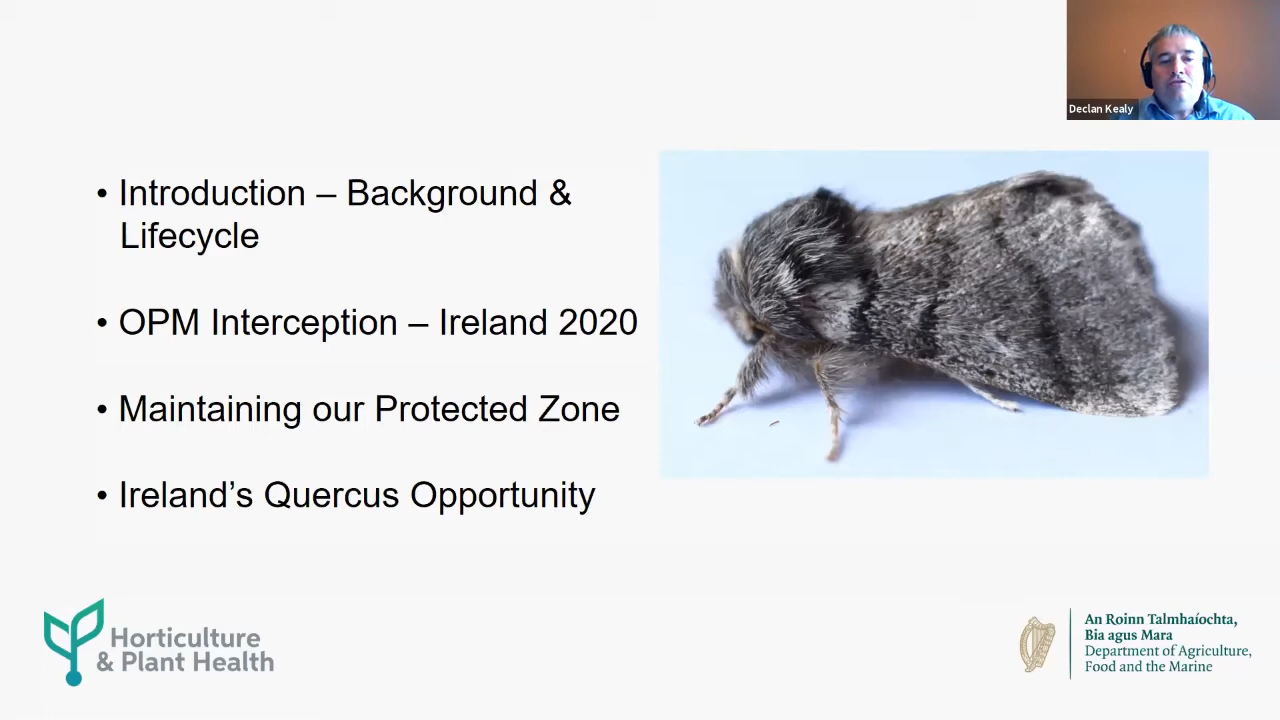 Declan Kealy
• Introduction – Background &
Lifecycle
• OPM Interception – Ireland 2020
• Maintaining our Protected Zone
• Ireland’s Quercus Opportunity
Horticulture
& Plant Health
An Roinn Talmhaíochta,
Bia agus Mara
Department of Agriculture,
Food and the Marine